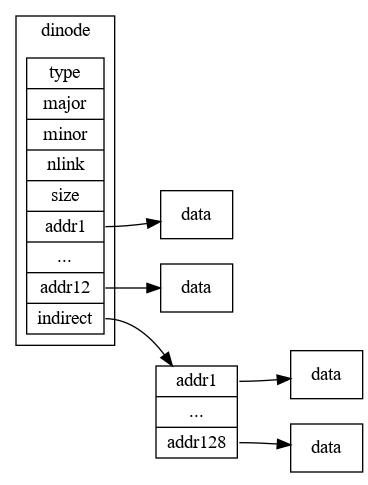 dinode
type
major
minor
nlink
size
addr1
...
addr12
indirect
data
data
addr1
...
addr128
data
data